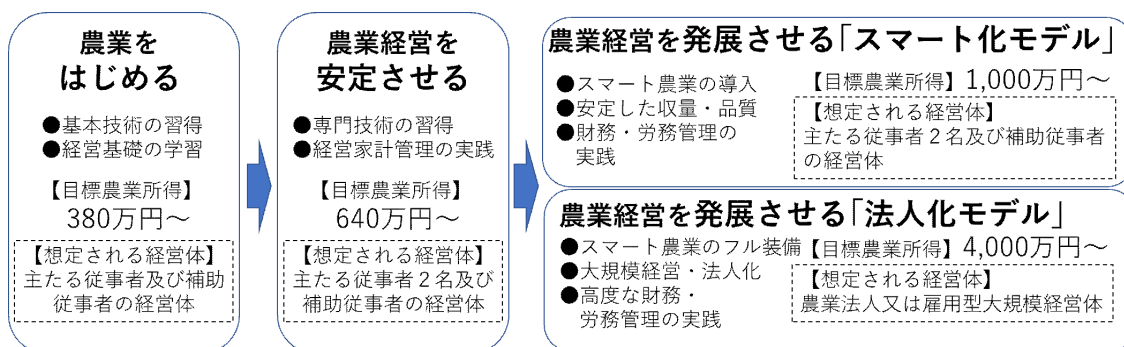 農業を
はじめる
●基本技術の習得
●経営基礎の学習
【目標農業所得】
380万円～
【想定される経営体】
主たる従事者及び補助
従事者の経営体
農業経営を
安定させる
●専門技術の習得
●経営家計管理の実践
【目標農業所得】
640万円～
【想定される経営体】
主たる従事者２名及び
補助従事者の経営体
農業経営を発展させる「スマート化モデル」
●スマート農業の導入
●安定した収量・品質
●財務・労務管理の
実践
【目標農業所得】1,000万円～
【想定される経営体】
主たる従事者２名及び補助従事者
の経営体
農業経営を発展させる「法人化モデル」
●スマート農業のフル装備
●大規模経営・法人化
●高度な財務・
労務管理の実践
【目標農業所得】4,000万円～
【想定される経営体】
農業法人又は雇用型大規模経営体